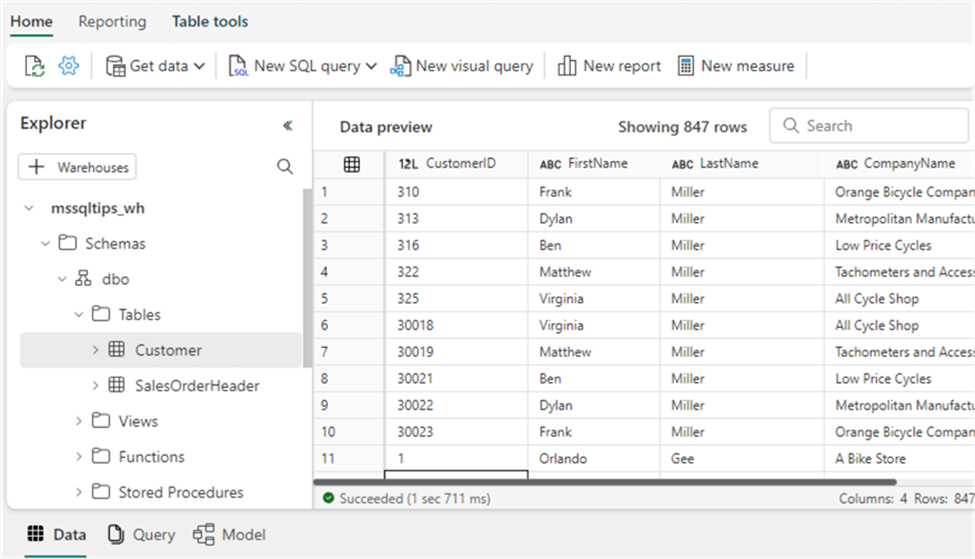 Home Reporting Table tools
Get data New SQL query New visual query New report New measure
Explorer
Warehouses
mssqltips_wh
Schemas
dbo
Tables
Customer
SalesOrderHeader
Views
Functions
Stored Procedures
Data preview Showing 847 rows Search
12L CustomerID ABC FirstName ABC LastName ABC CompanyName
1 310 Frank Miller Orange Bicycle Compan
2 313 Dylan Miller Metropolitan Manufactu
3 316 Ben Miller Low Price Cycles
4 322 Matthew Miller Tachometers and Access
5 325 Virginia Miller All Cycle Shop
6 30018 Virginia Miller All Cycle Shop
7 30019 Matthew Miller Tachometers and Access
8 30021 Ben Miller Low Price Cycles
9 30022 Dylan Miller Metropolitan Manufactu
10 30023 Frank Miller Orange Bicycle Compan
11 1 Orlando Gee A Bike Store
Succeeded (1 sec 711 ms) Columns: 4 Rows: 847
Data Query Model